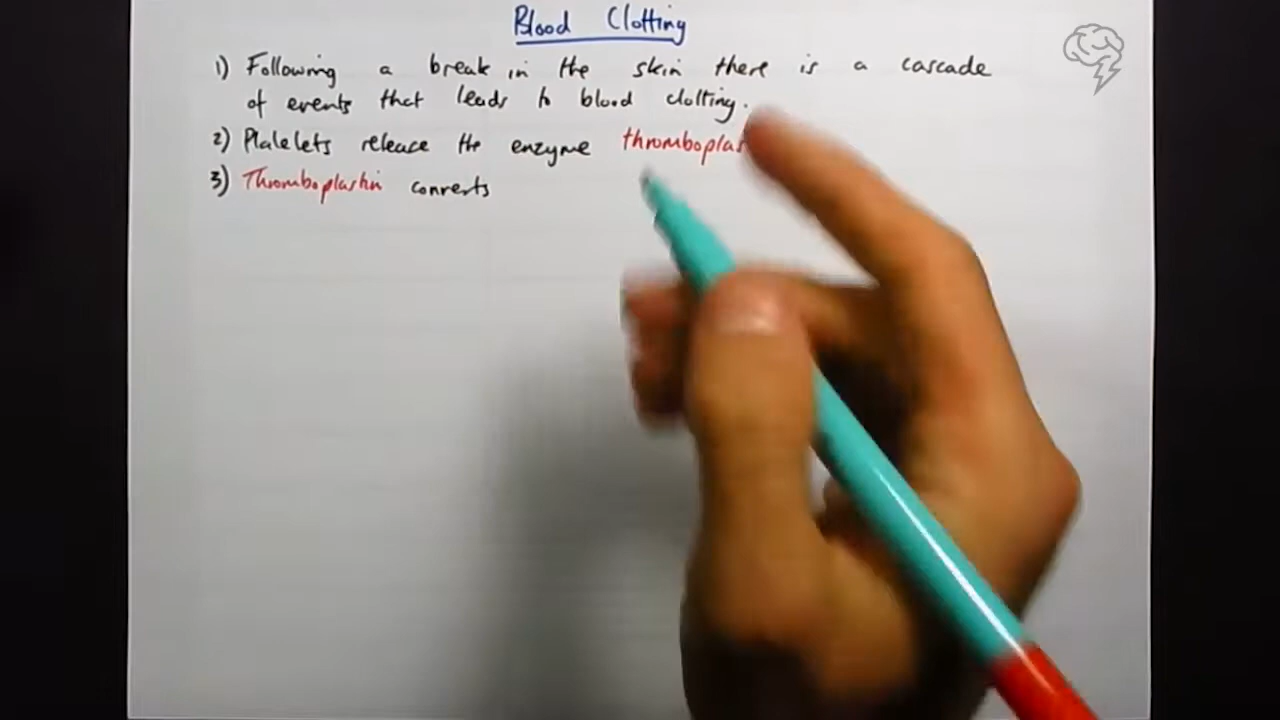 Blood Clotting
1) Following a break in the skin there is a cascade
of events that leads to blood clotting.
2) Platelets release the enzyme
3) Thromboplastin converts